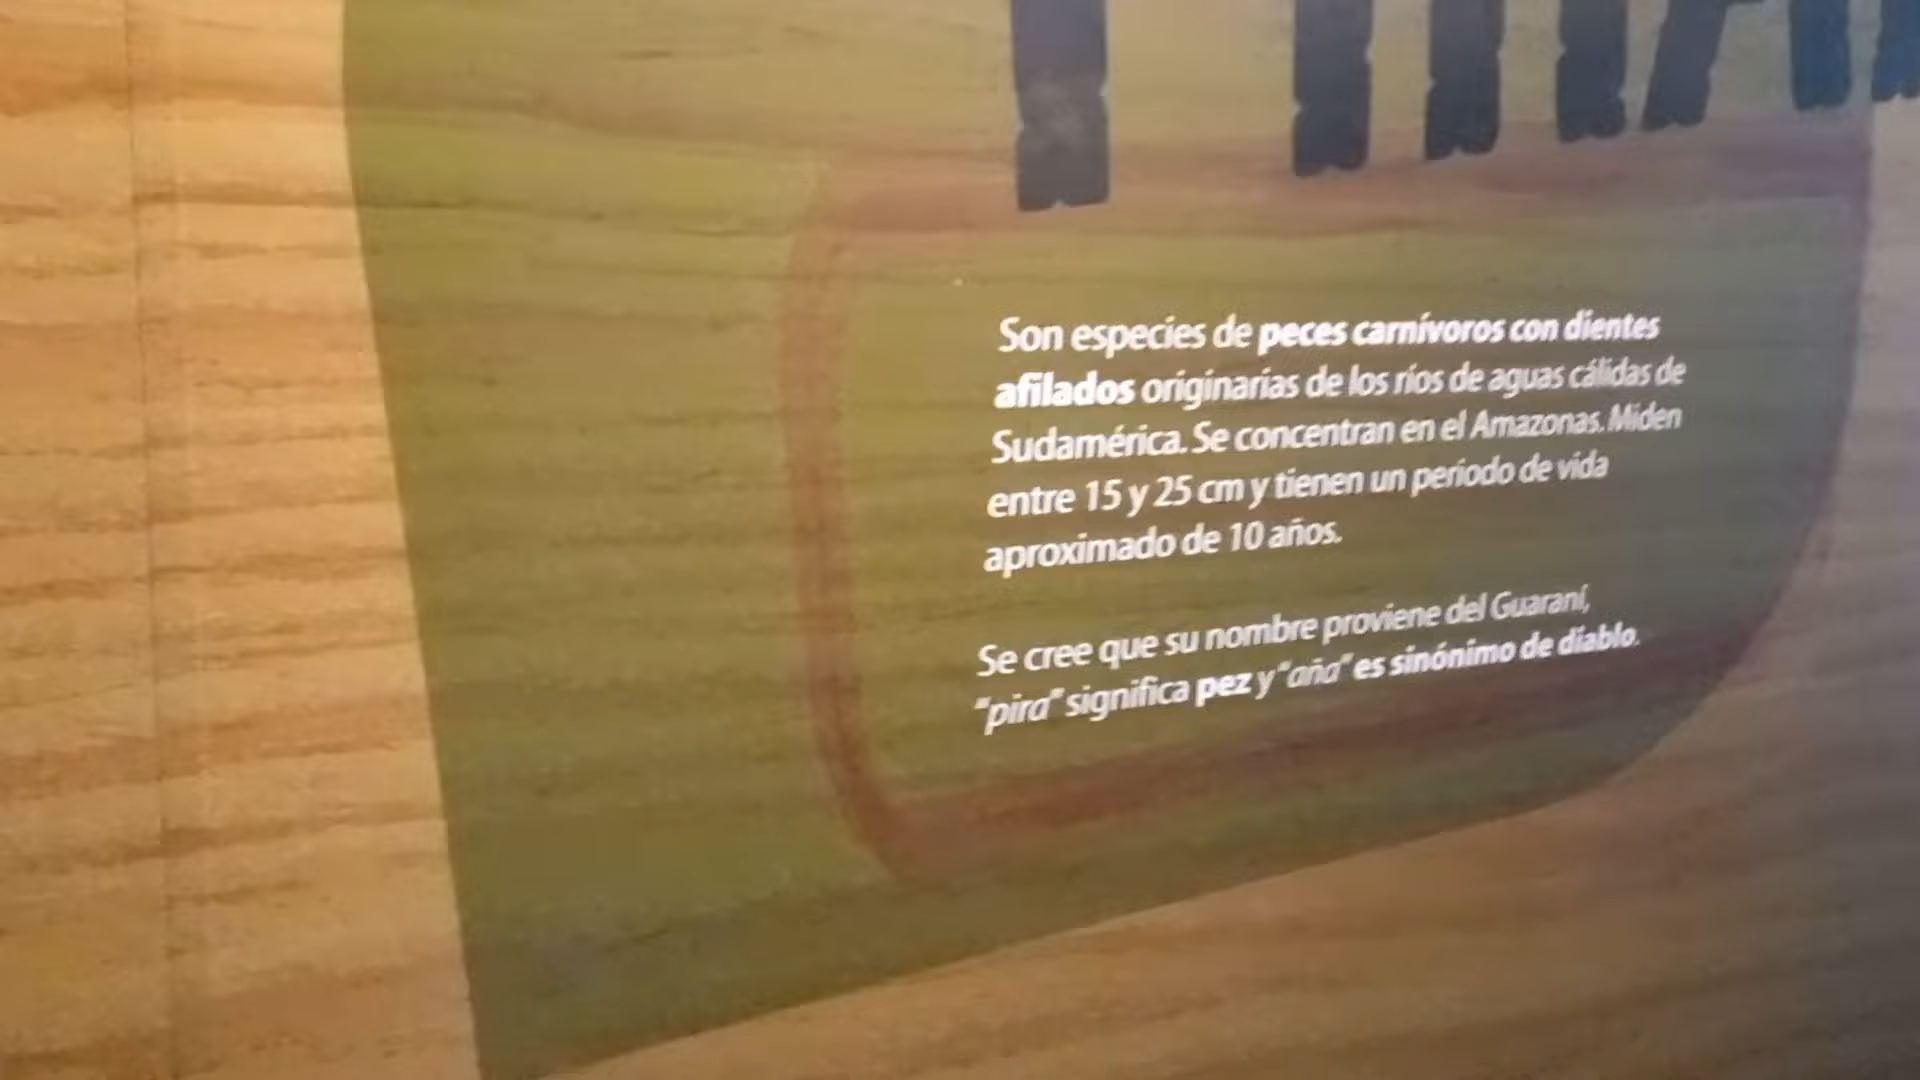 Son especies de peces carnívoros con dientes
afilados originarias de los ríos de aguas cálidas de
Sudamérica. Se concentran en el Amazonas. Miden
entre 15 y 25 cm y tienen un periodo de vida
aproximado de 10 años.
Se cree que su nombre proviene del Guaraní,
"pira" significa pez y "aña" es sinónimo de diablo.